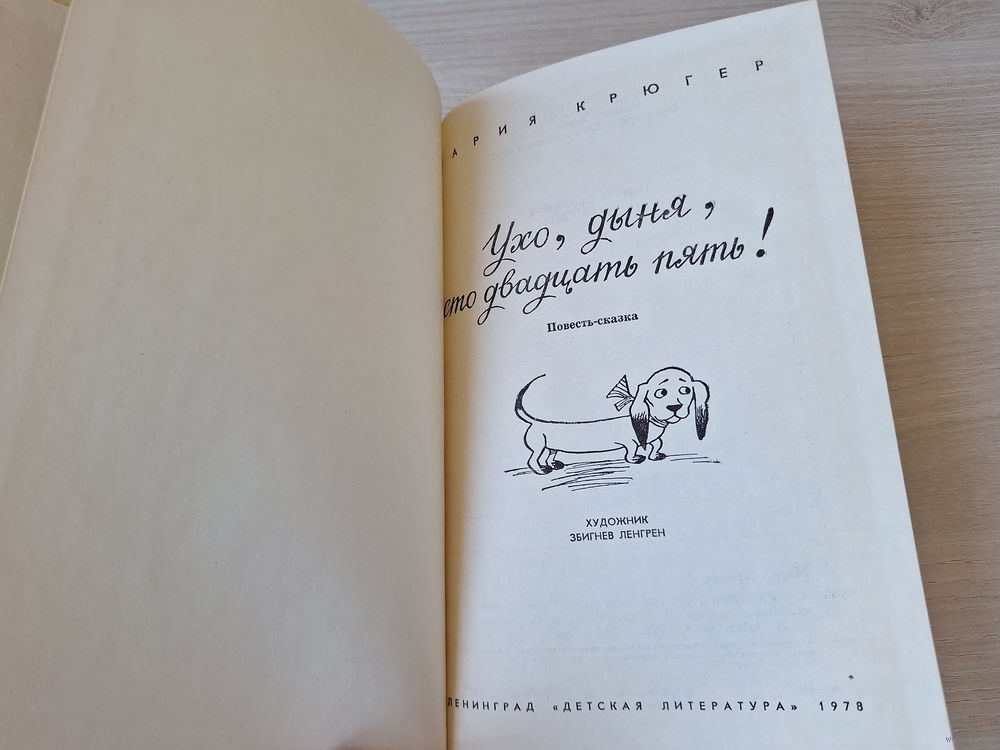 АРИЯ КРЮГЕР
Ухо, дыня,
сто двадцать пять!
Повесть-сказка
ХУДОЖНИК
ЗБИГНЕВ ЛЕНГРЕН
ЛЕНИНГРАД «ДЕТСКАЯ ЛИТЕРАТУРА» 1978